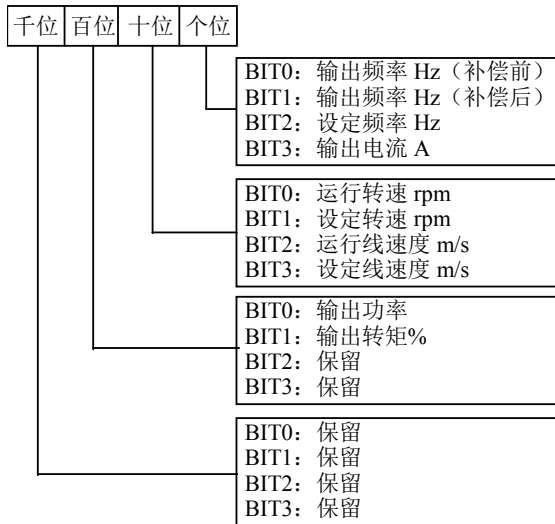 千位 百位 十位 个位
BIT0：输出频率 Hz（补偿前）
BIT1：输出频率 Hz（补偿后）
BIT2：设定频率 Hz
BIT3：输出电流 A
BIT0：运行转速 rpm
BIT1：设定转速 rpm
BIT2：运行线速度 m/s
BIT3：设定线速度 m/s
BIT0：输出功率
BIT1：输出转矩%
BIT2：保留
BIT3：保留
BIT0：保留
BIT1：保留
BIT2：保留
BIT3：保留